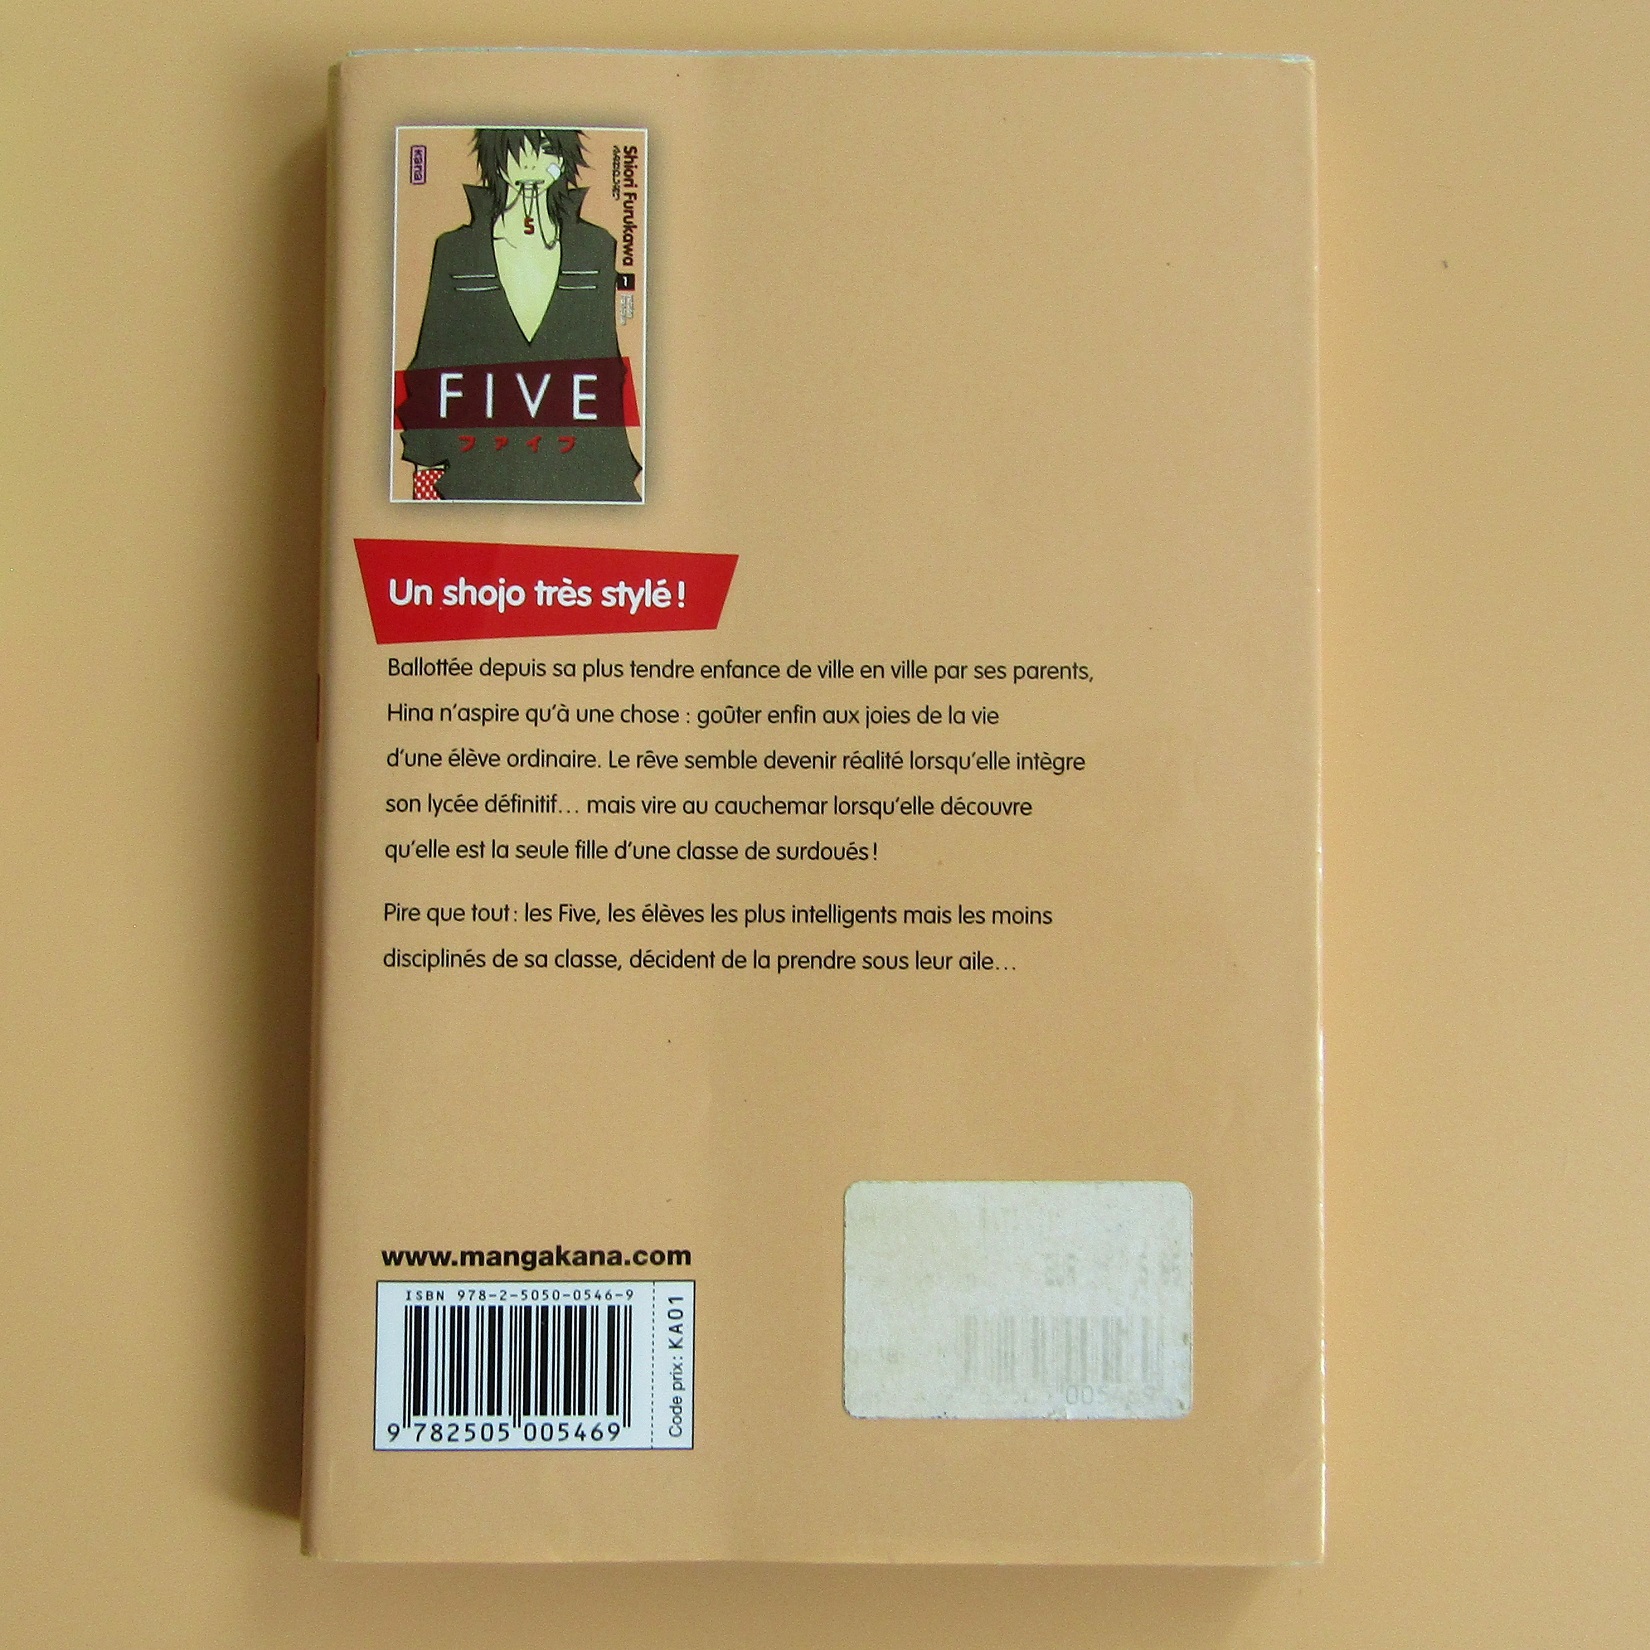 kana
Shiori Furukawa 1
FIVE
ファイブ
Un shojo très stylé !
Ballottée depuis sa plus tendre enfance de ville en ville par ses parents,
Hina n'aspire qu'à une chose : goûter enfin aux joies de la vie
d'une élève ordinaire. Le rêve semble devenir réalité lorsqu'elle intègre
son lycée définitif... mais vire au cauchemar lorsqu'elle découvre
qu'elle est la seule fille d'une classe de surdoués !
Pire que tout : les Five, les élèves les plus intelligents mais les moins
disciplinés de sa classe, décident de la prendre sous leur aile...
www.mangakana.com
ISBN 978-2-5050-0546-9
9 782505 005469
Code prix : KA01